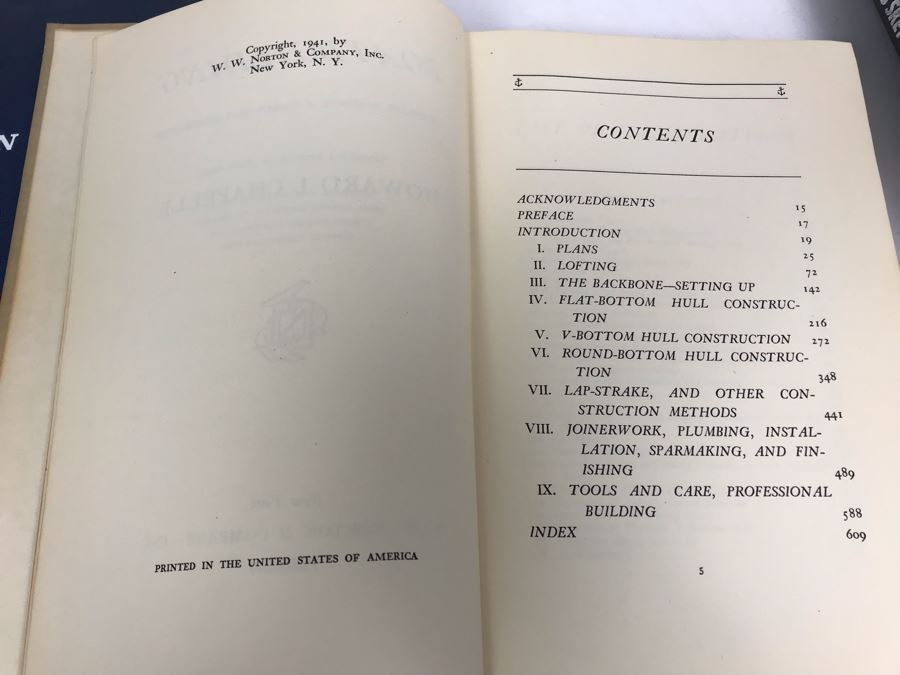 Copyright, 1941, by
W. W. NORTON & COMPANY, INC.
New York, N. Y.
PRINTED IN THE UNITED STATES OF AMERICA
CONTENTS
ACKNOWLEDGMENTS 15
PREFACE 17
INTRODUCTION 19
I. PLANS 25
II. LOFTING 72
III. THE BACKBONE—SETTING UP 142
IV. FLAT-BOTTOM HULL CONSTRUC-
TION 216
V. V-BOTTOM HULL CONSTRUCTION 272
VI. ROUND-BOTTOM HULL CONSTRUC-
TION 348
VII. LAP-STRAKE, AND OTHER CON-
STRUCTION METHODS 441
VIII. JOINERWORK, PLUMBING, INSTAL-
LATION, SPARMAKING, AND FIN-
ISHING 489
IX. TOOLS AND CARE, PROFESSIONAL
BUILDING 588
INDEX 609
5